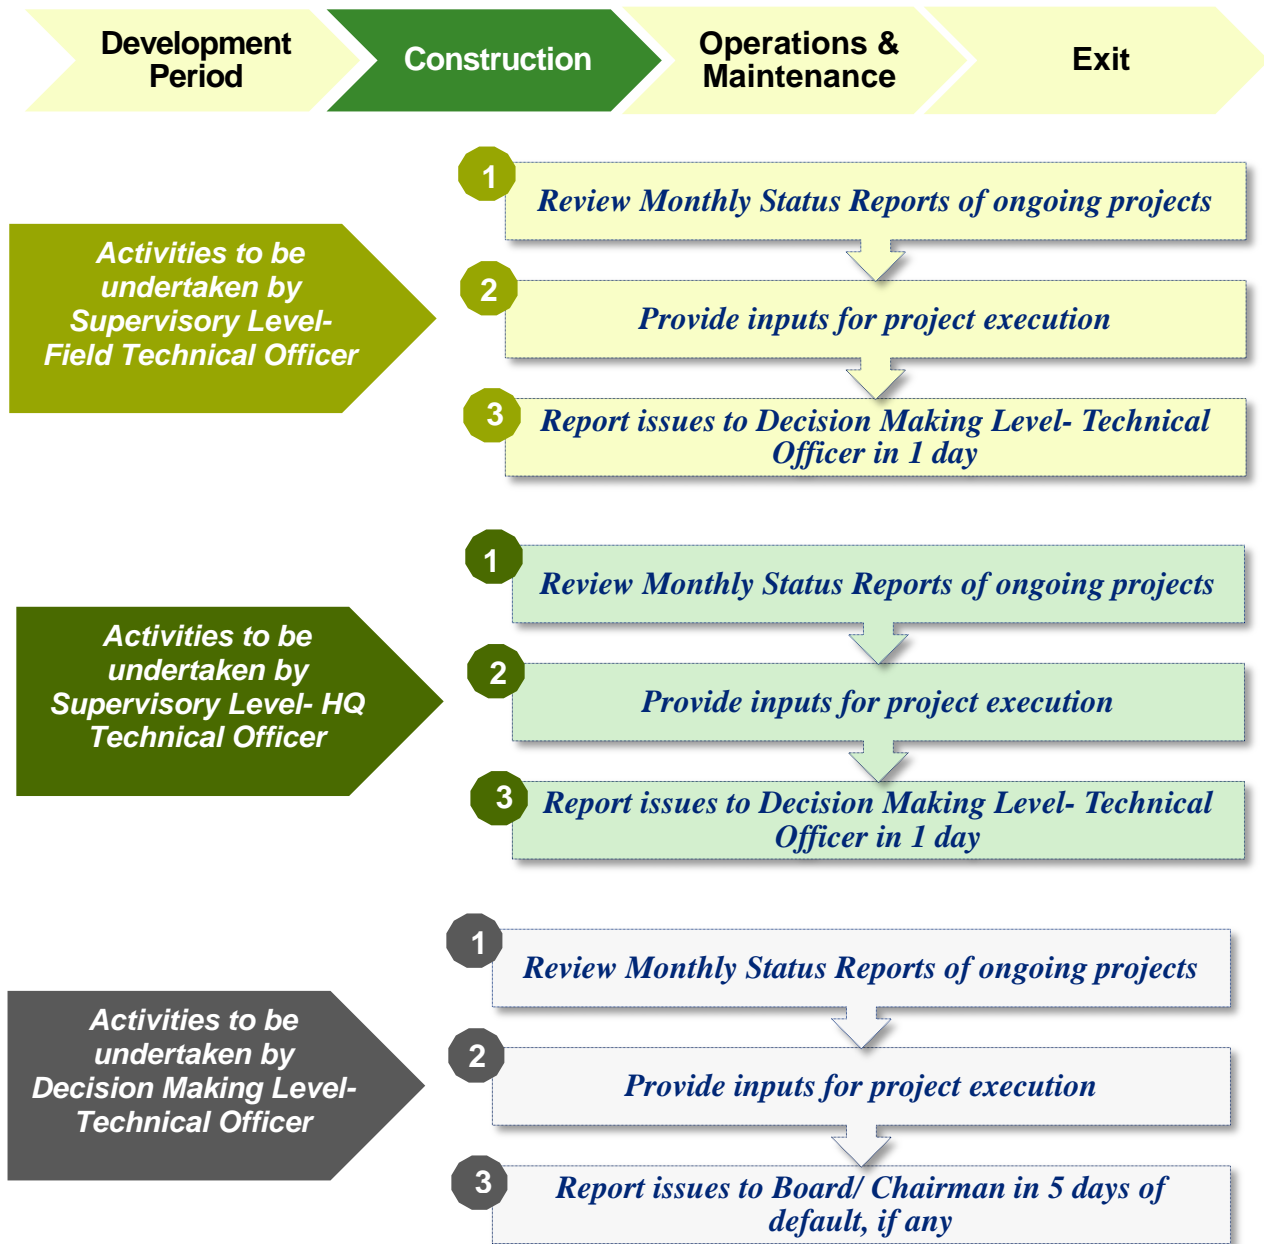 Development
Period
Construction
Operations &
Maintenance
Exit
Activities to be
undertaken by
Supervisory Level-
Field Technical Officer
1
Review Monthly Status Reports of ongoing projects
2
Provide inputs for project execution
3
Report issues to Decision Making Level- Technical
Officer in 1 day
Activities to be
undertaken by
Supervisory Level- HQ
Technical Officer
1
Review Monthly Status Reports of ongoing projects
2
Provide inputs for project execution
3
Report issues to Decision Making Level- Technical
Officer in 1 day
Activities to be
undertaken by
Decision Making Level-
Technical Officer
1
Review Monthly Status Reports of ongoing projects
2
Provide inputs for project execution
3
Report issues to Board/ Chairman in 5 days of
default, if any